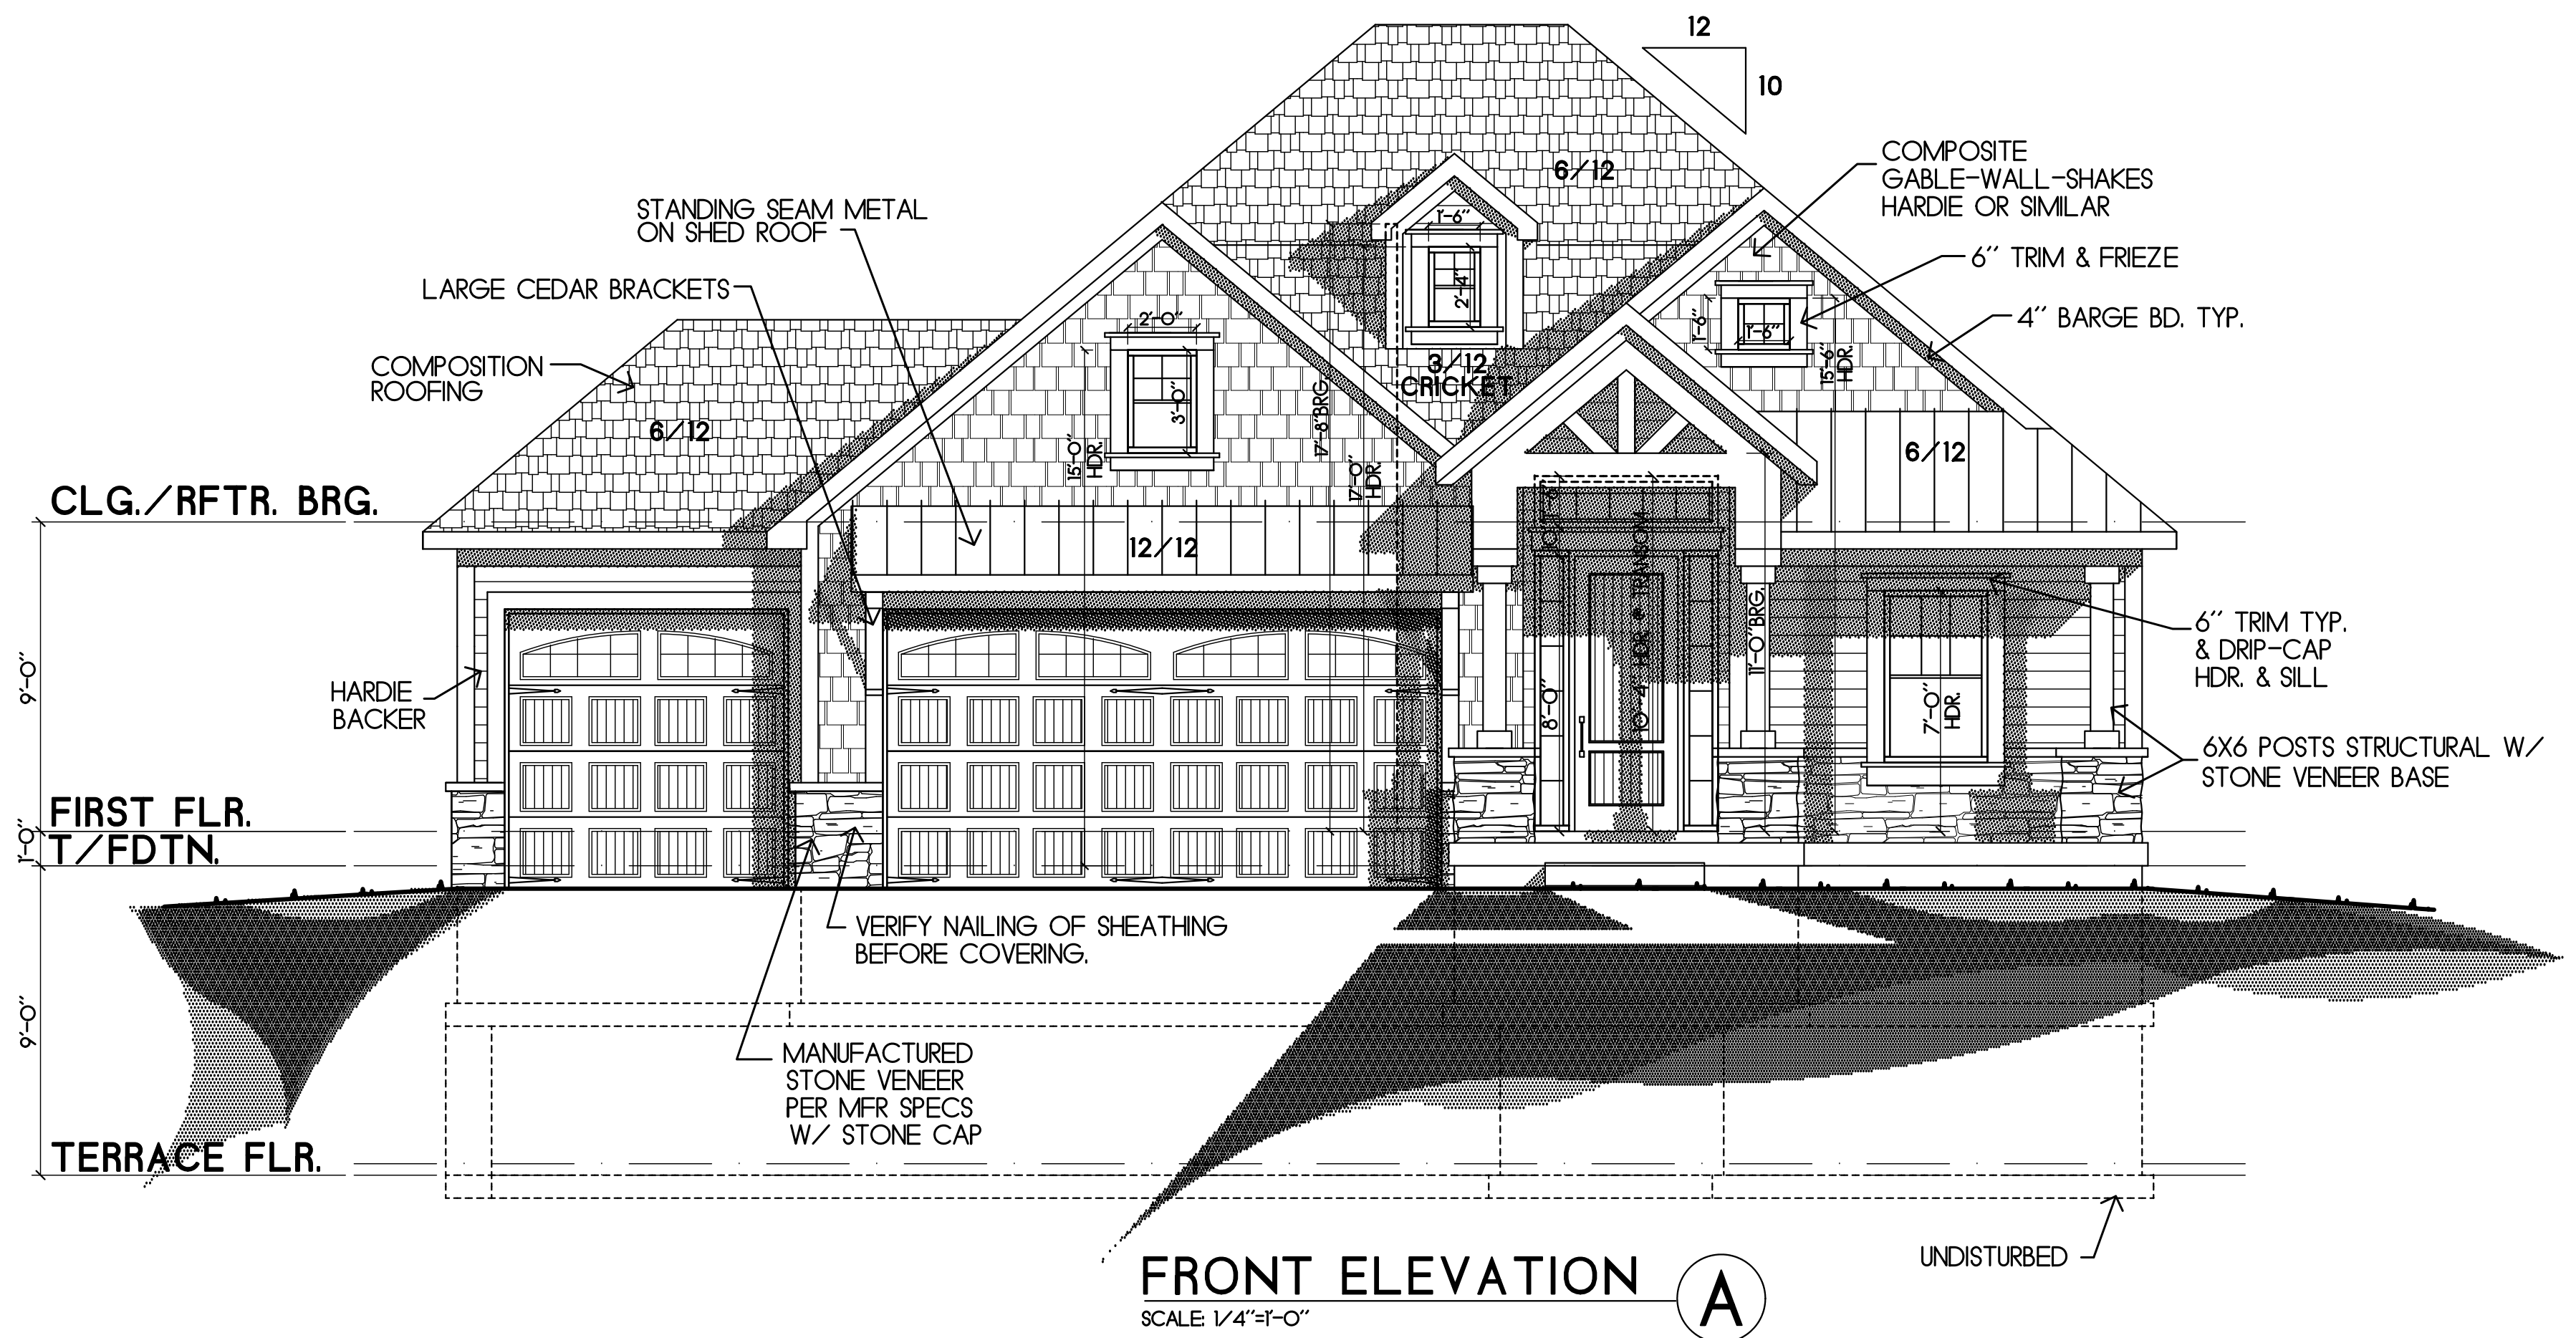 12
10
COMPOSITE
GABLE-WALL-SHAKES
HARDIE OR SIMILAR
6/12
STANDING SEAM METAL
ON SHED ROOF
1'-6"
6" TRIM & FRIEZE
LARGE CEDAR BRACKETS
2'-4"
4" BARGE BD. TYP.
2'-0"
1'-6"
1'-6"
15'-6"
HDR.
COMPOSITION
ROOFING
3/12
CRICKET
3'-0"
17'-8"BRG.
6/12
15'-0"
HDR.
17'-0"
HDR.
6/12
CLG./RFTR. BRG.
12/12
10'-4" HDR @ TRANSOM
11'-0"BRG.
6" TRIM TYP.
& DRIP-CAP
HDR. & SILL
9'-0"
HARDIE
BACKER
8'-0"
7'-0"
HDR.
6X6 POSTS STRUCTURAL W/
STONE VENEER BASE
FIRST FLR.
1'-0"
T/FDTN.
VERIFY NAILING OF SHEATHING
BEFORE COVERING.
9'-0"
MANUFACTURED
STONE VENEER
PER MFR SPECS
W/ STONE CAP
TERRACE FLR.
UNDISTURBED
FRONT ELEVATION
A
SCALE: 1/4"=1'-0"